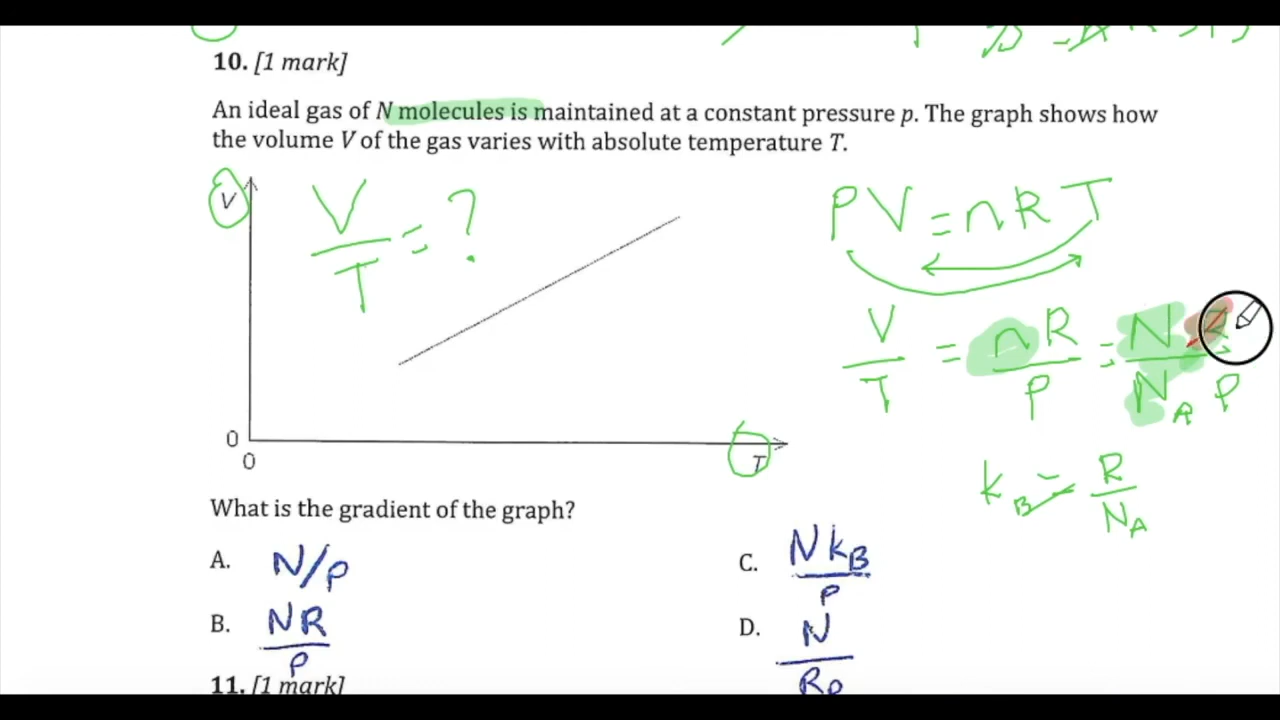 10. [1 mark]
An ideal gas of N molecules is maintained at a constant pressure p. The graph shows how
the volume V of the gas varies with absolute temperature T.
V
V/T = ?
PV = nRT
V/T = nR/P = N R/N_A P
0
0
T
k_B = R/N_A
What is the gradient of the graph?
A. N/P
B. NR/P
C. Nk_B/P
D. N/Rp
11. [1 mark]